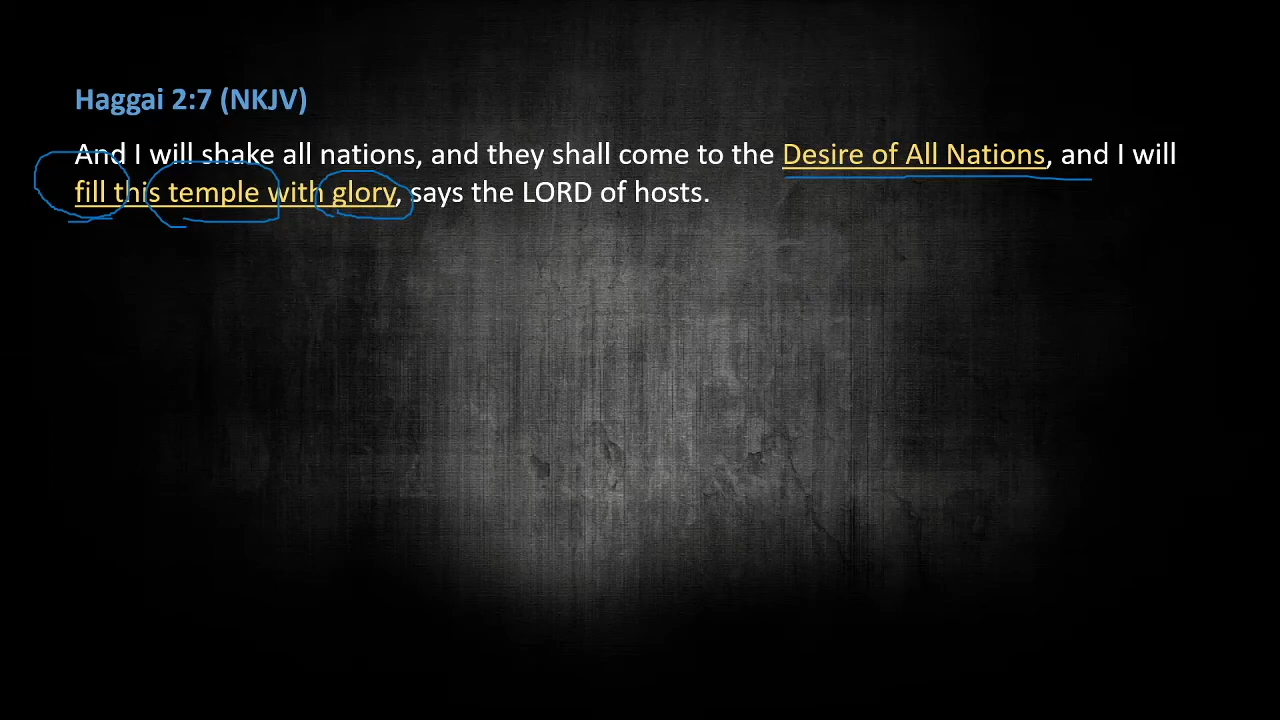 Haggai 2:7 (NKJV)
And I will shake all nations, and they shall come to the Desire of All Nations, and I will
fill this temple with glory, says the LORD of hosts.